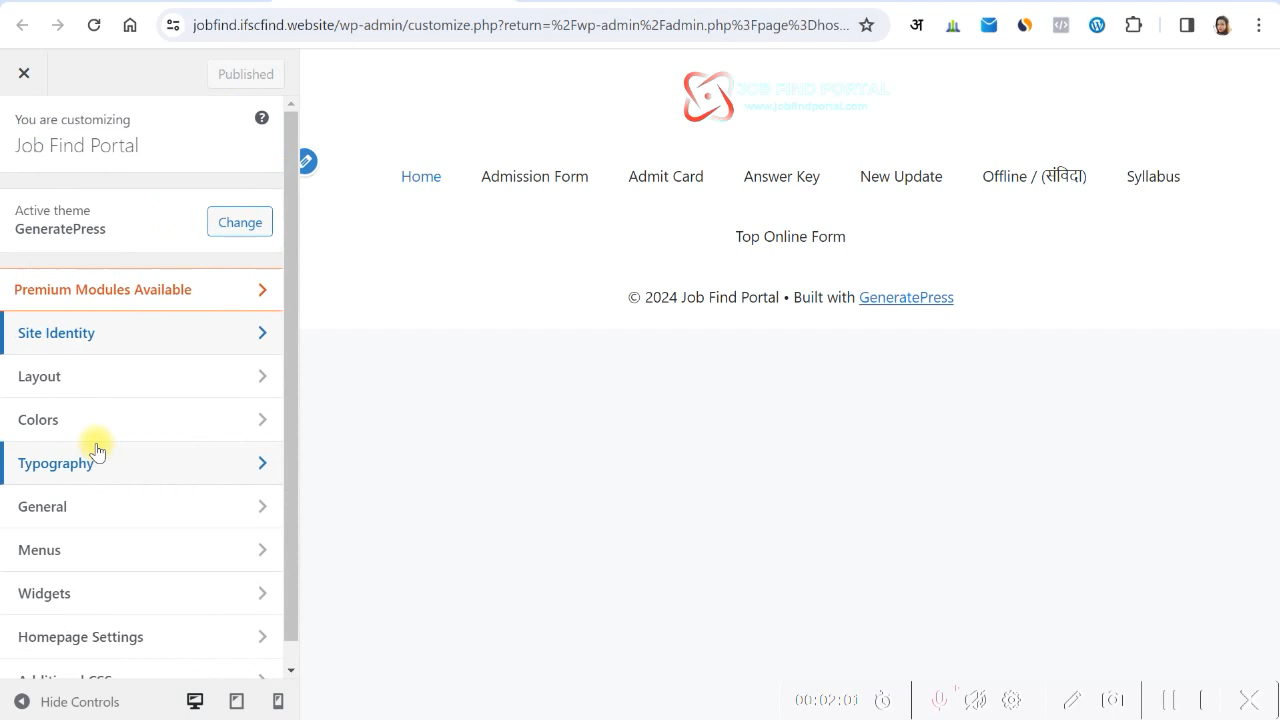 jobfind.ifscfind.website/wp-admin/customize.php?return=%2Fwp-admin%2Fadmin.php%3Fpage%3Dhos...
अ
Published
You are customizing
Job Find Portal
Active theme
GeneratePress
Change
Premium Modules Available
Site Identity
Layout
Colors
Typography
General
Menus
Widgets
Homepage Settings
Additional CSS
Hide Controls
JOB FIND PORTAL
www.jobfindportal.com
Home Admission Form Admit Card Answer Key New Update Offline / (संविदा) Syllabus
Top Online Form
© 2024 Job Find Portal • Built with GeneratePress
00:02:01